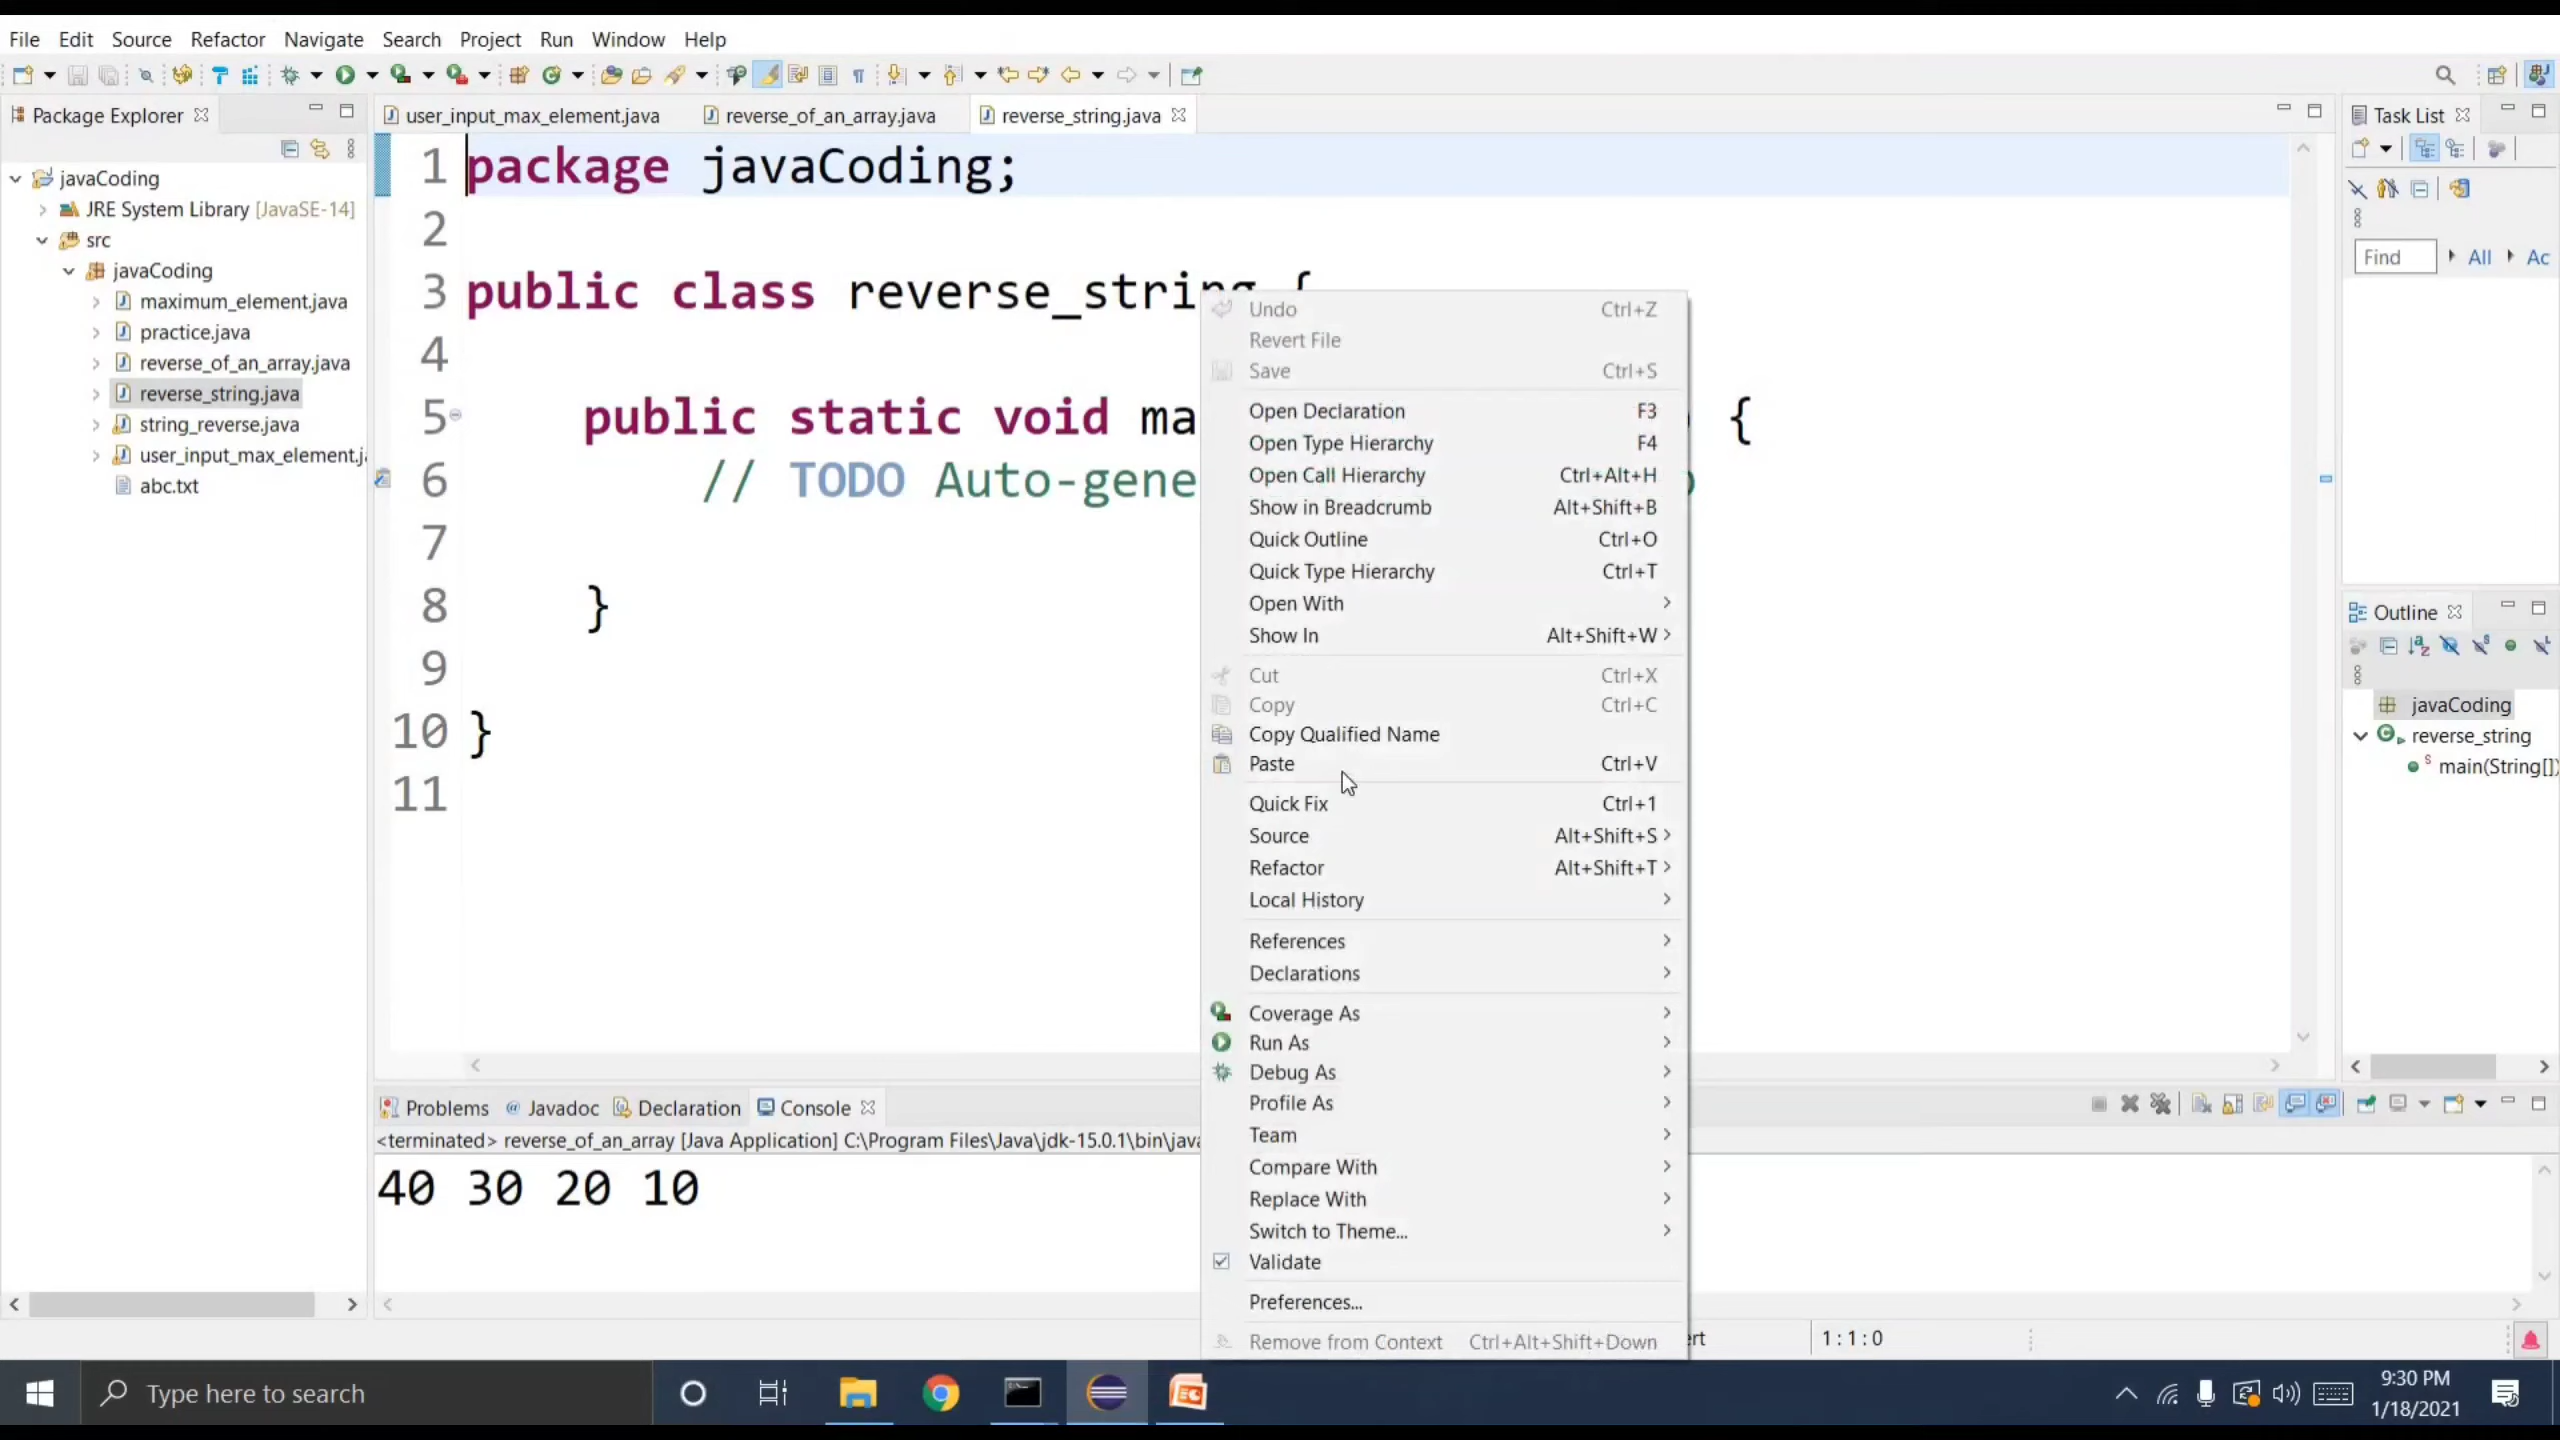 File Edit Source Refactor Navigate Search Project Run Window Help
Package Explorer
javaCoding
JRE System Library [JavaSE-14]
src
javaCoding
maximum_element.java
practice.java
reverse_of_an_array.java
reverse_string.java
string_reverse.java
user_input_max_element.j
abc.txt
user_input_max_element.java reverse_of_an_array.java reverse_string.java
1 package javaCoding;
2
3 public class reverse_string {
4
5 public static void ma {
6 // TODO Auto-gene
7
8 }
9
10 }
11
Undo Ctrl+Z
Revert File
Save Ctrl+S
Open Declaration F3
Open Type Hierarchy F4
Open Call Hierarchy Ctrl+Alt+H
Show in Breadcrumb Alt+Shift+B
Quick Outline Ctrl+O
Quick Type Hierarchy Ctrl+T
Open With
Show In Alt+Shift+W
Cut Ctrl+X
Copy Ctrl+C
Copy Qualified Name
Paste Ctrl+V
Quick Fix Ctrl+1
Source Alt+Shift+S
Refactor Alt+Shift+T
Local History
References
Declarations
Coverage As
Run As
Debug As
Profile As
Team
Compare With
Replace With
Switch to Theme...
Validate
Preferences...
Remove from Context Ctrl+Alt+Shift+Down
Task List
Find All Ac
Outline
javaCoding
reverse_string
main(String[])
Problems @ Javadoc Declaration Console
<terminated> reverse_of_an_array [Java Application] C:\Program Files\Java\jdk-15.0.1\bin\java
40 30 20 10
ert 1:1:0
Type here to search
9:30 PM
1/18/2021